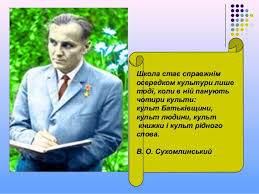 Школа стає справжнім
осередком культури лише
тоді, коли в ній панують
чотири культи:
культ Батьківщини,
культ людини, культ
книжки і культ рідного
слова.
В. О. Сухомлинський